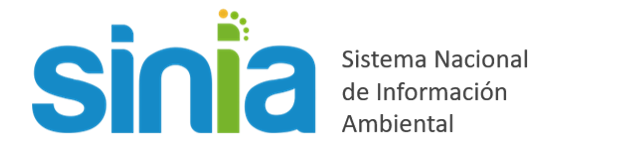 sinia
Sistema Nacional
de Información
Ambiental